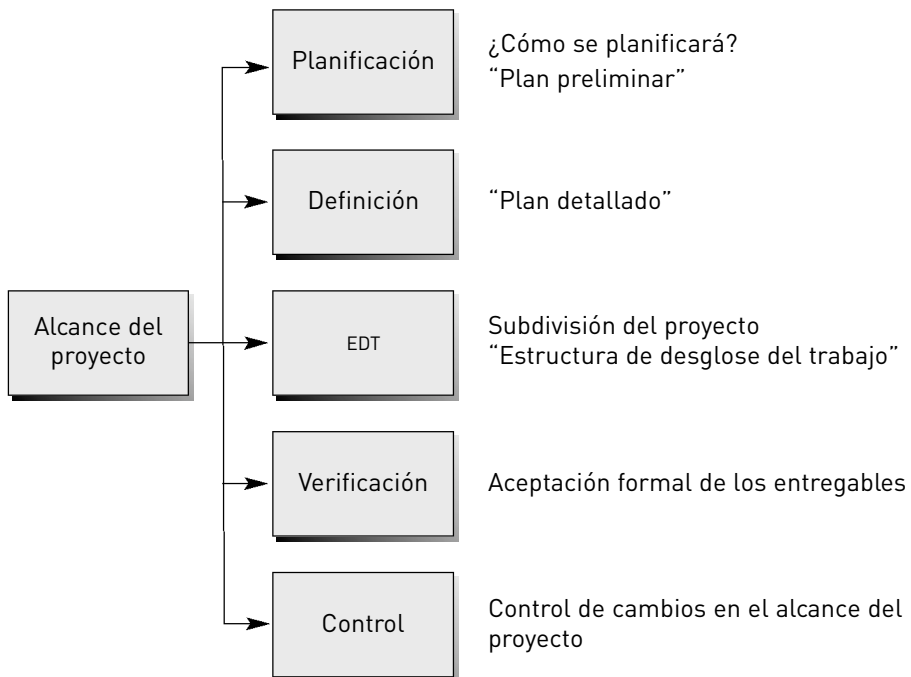 Planificación
¿Cómo se planificará?
“Plan preliminar”
Definición
“Plan detallado”
Alcance del
proyecto
EDT
Subdivisión del proyecto
“Estructura de desglose del trabajo”
Verificación
Aceptación formal de los entregables
Control
Control de cambios en el alcance del
proyecto